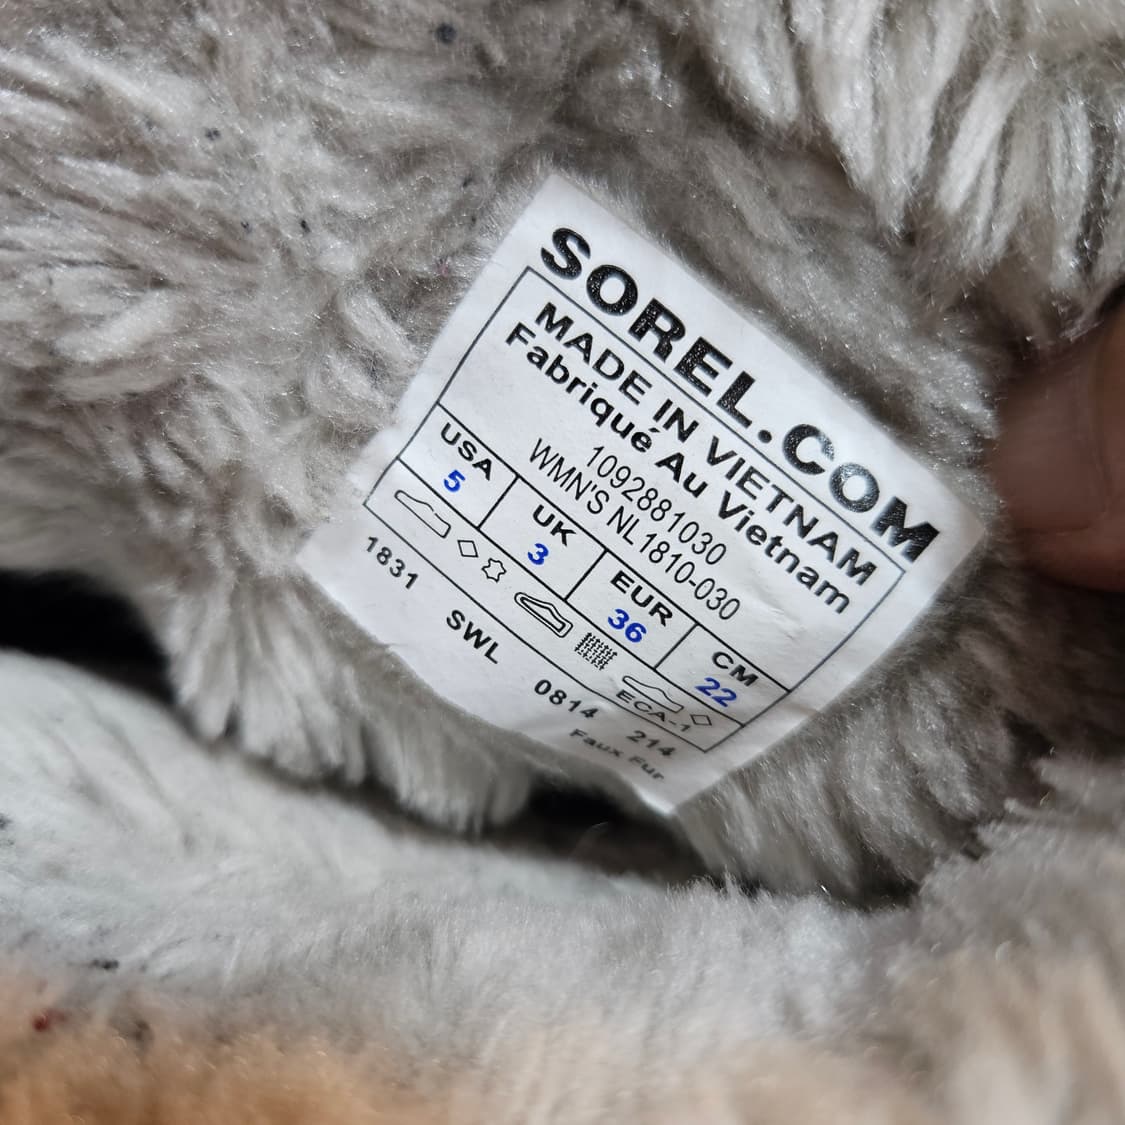 SOREL.COM
MADE IN VIETNAM
Fabriqué Au Vietnam
1092881030
WMN'S NL1810-030
USA UK EUR CM
5 3 36 22
ECA-1
1831 SWL 0814 214
Faux Fur